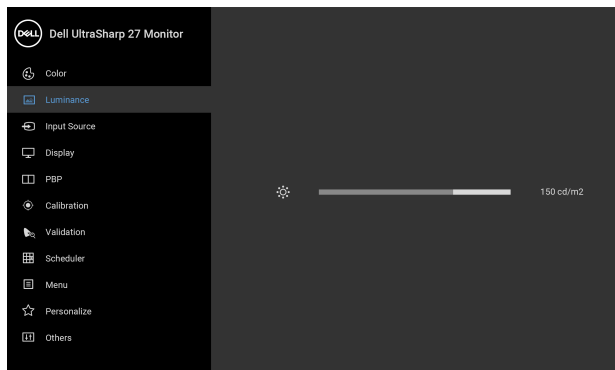 DELL
Dell UltraSharp 27 Monitor
Color
Luminance
Input Source
Display
PBP
Calibration
Validation
Scheduler
Menu
Personalize
Others
150 cd/m2